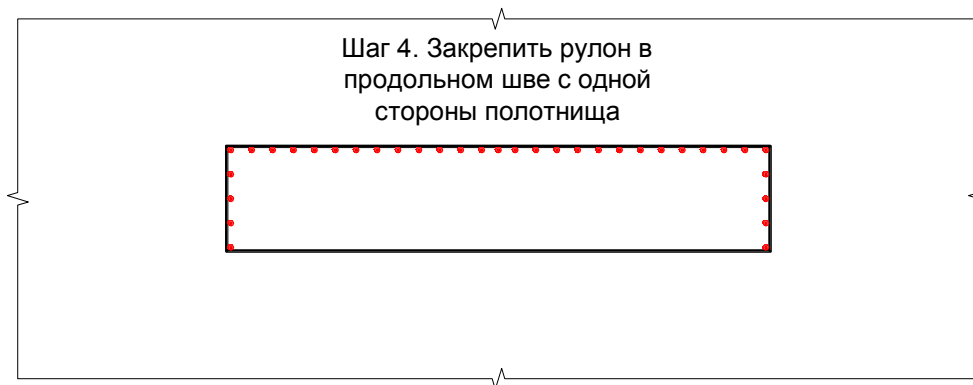 Шаг 4. Закрепить рулон в
продольном шве с одной
стороны полотнища